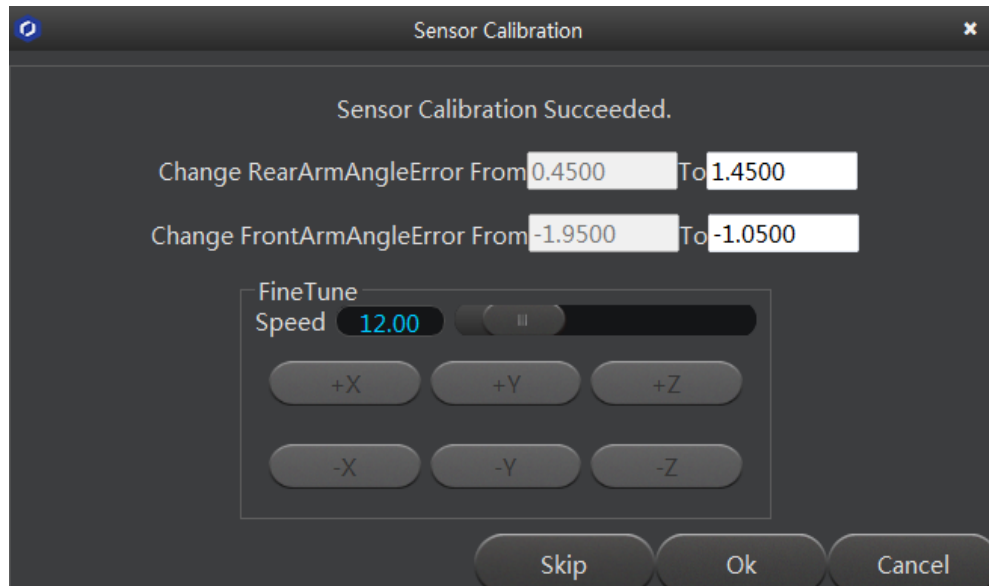 Sensor Calibration
Sensor Calibration Succeeded.
Change RearArmAngleError From 0.4500 To 1.4500
Change FrontArmAngleError From -1.9500 To -1.0500
FineTune
Speed 12.00
+X +Y +Z
-X -Y -Z
Skip Ok Cancel